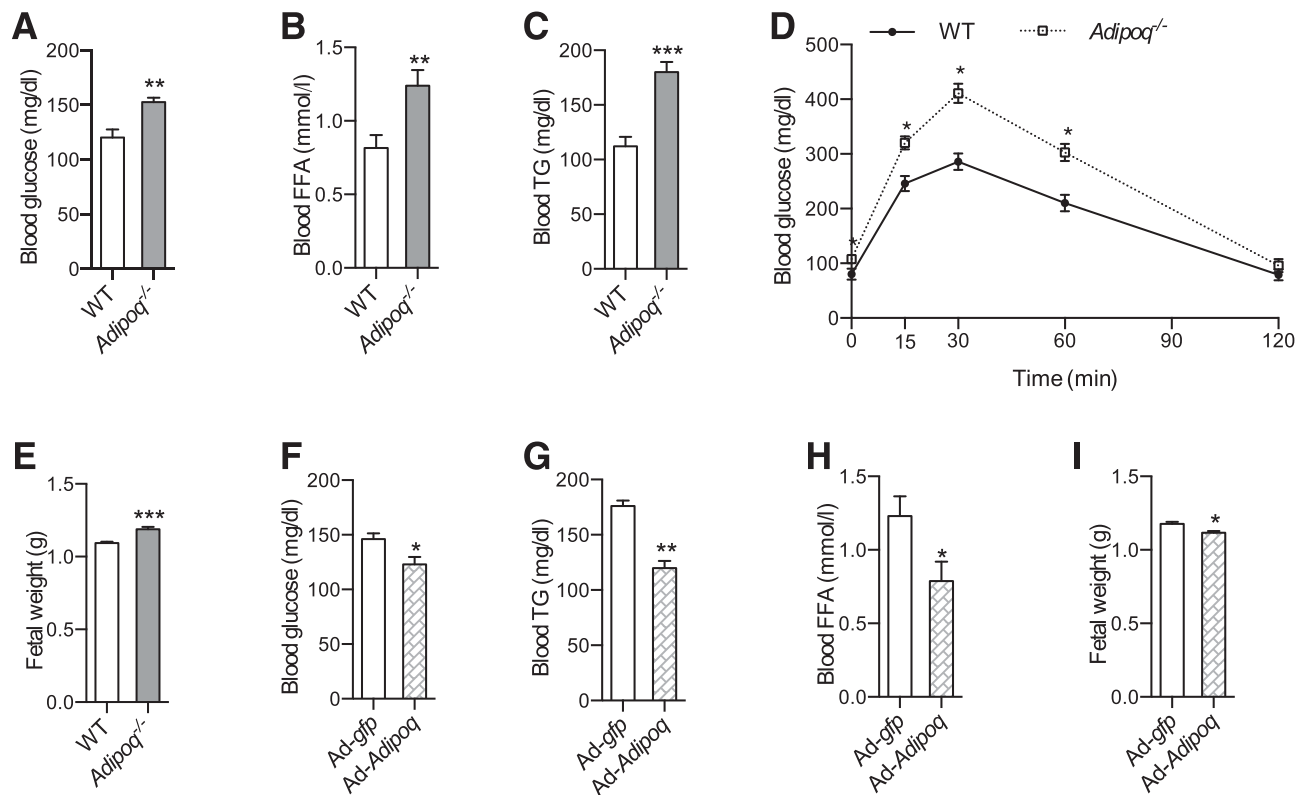 A
Blood glucose (mg/dl)
200
150
100
50
0
**
WT
Adipoq-/-
B
Blood FFA (mmol/l)
1.5
1.0
0.5
0.0
**
WT
Adipoq-/-
C
Blood TG (mg/dl)
200
150
100
50
0
***
WT
Adipoq-/-
D
WT
Adipoq-/-
Blood glucose (mg/dl)
500
400
300
200
100
0
*
*
*
*
0 15 30 60 90 120
Time (min)
E
Fetal weight (g)
1.5
1.0
0.5
0.0
***
WT
Adipoq-/-
F
Blood glucose (mg/dl)
200
150
100
50
0
*
Ad-gfp
Ad-Adipoq
G
Blood TG (mg/dl)
200
150
100
50
0
**
Ad-gfp
Ad-Adipoq
H
Blood FFA (mmol/l)
1.5
1.0
0.5
0.0
*
Ad-gfp
Ad-Adipoq
I
Fetal weight (g)
1.5
1.0
0.5
0.0
*
Ad-gfp
Ad-Adipoq